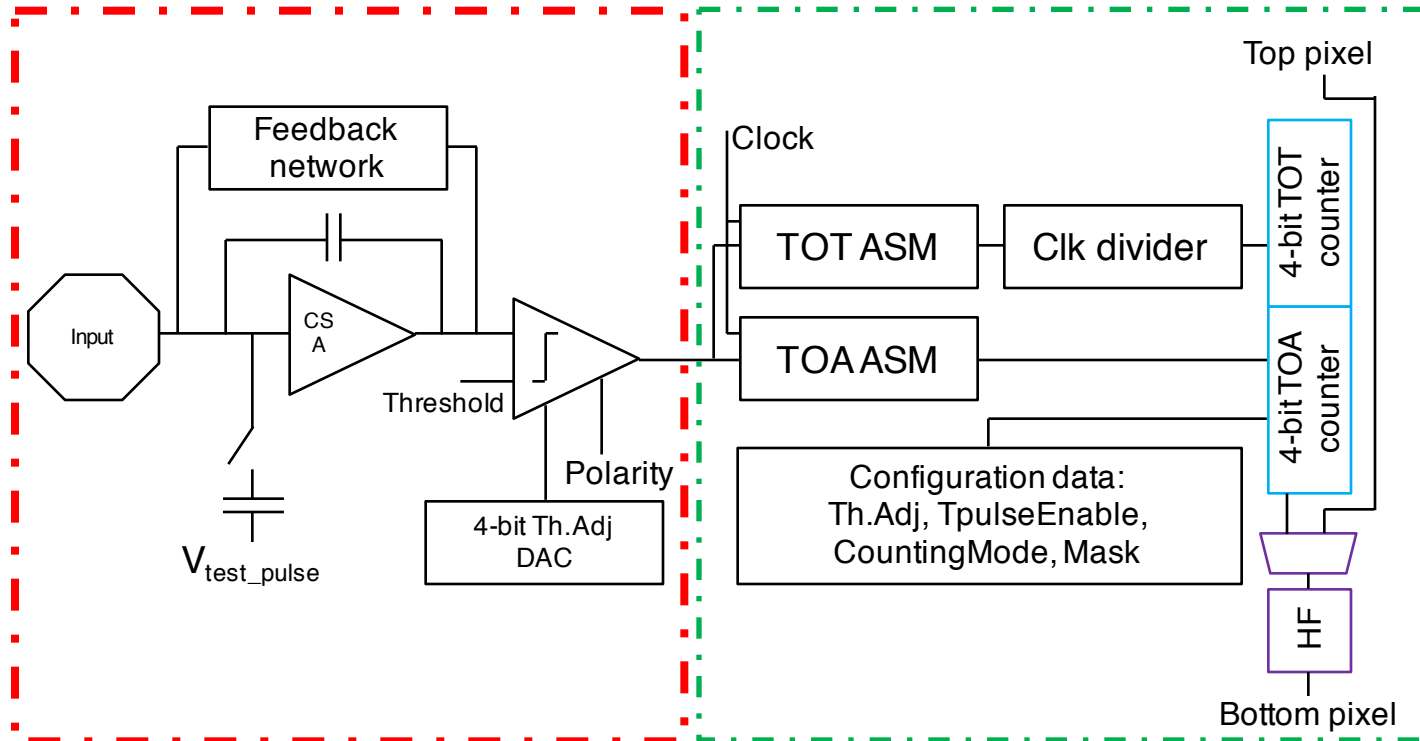 Top pixel
Feedback
network
Clock
4-bit TOT
counter
TOT ASM
Clk divider
Input
CS
A
Threshold
TOA ASM
4-bit TOA
counter
Polarity
Configuration data:
Th.Adj, TpulseEnable,
CountingMode, Mask
4-bit Th.Adj
DAC
Vtest_pulse
HF
Bottom pixel